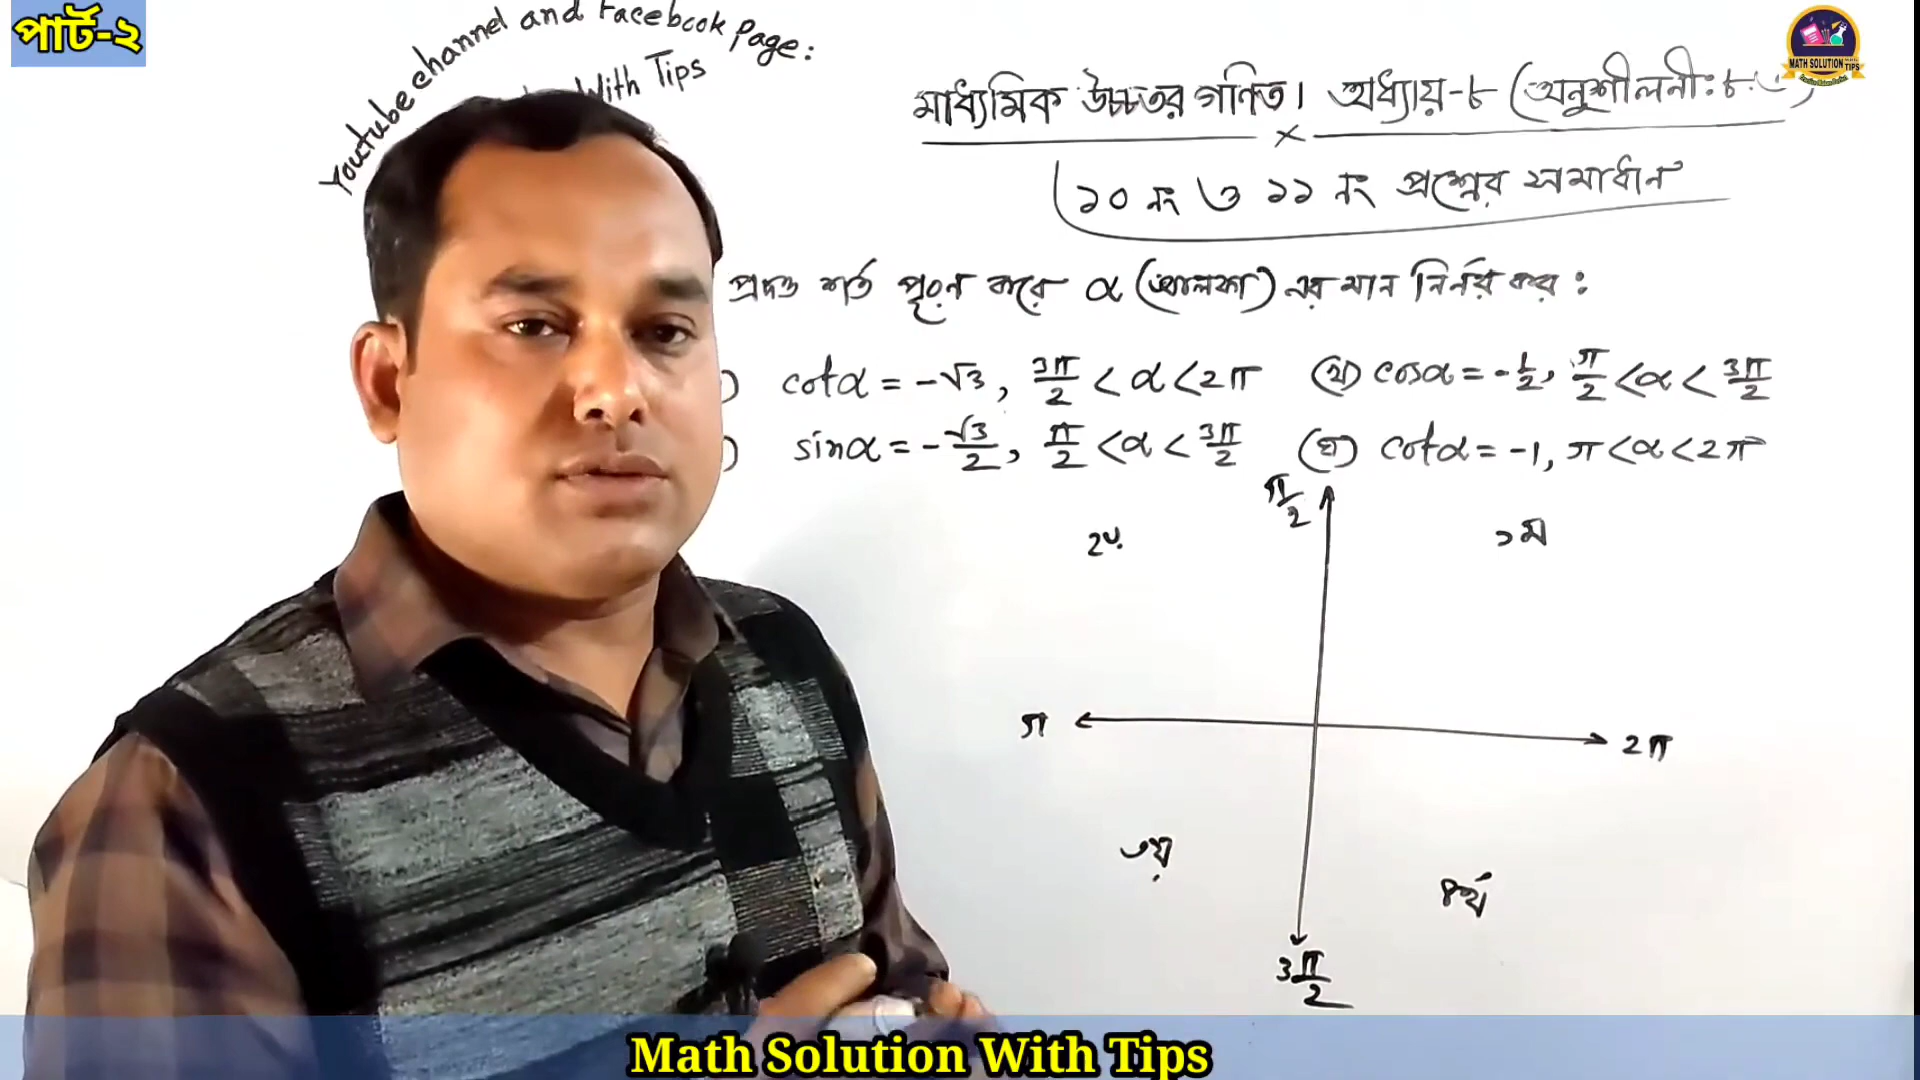 পার্ট-২
Youtube channel and Facebook Page:
With Tips
MATH SOLUTION WITH TIPS
মাধ্যমিক উচ্চতর গণিত। অধ্যায়-৮ (অনুশীলনী: ৮.
১০ নং ও ১১ নং প্রশ্নের সমাধান
প্রদত্ত শর্ত পূরণ করে α (আলফা) এর মান নির্ণয় কর:
) cotα = -√3, 3π/2 < α < 2π (খ) cosα = -1/2, π/2 < α < 3π/2
) sinα = -√3/2, π/2 < α < 3π/2 (ঘ) cotα = -1, π < α < 2π
π/2
২য় ১ম
π 2π
৩য় ৪র্থ
3π/2
Math Solution With Tips